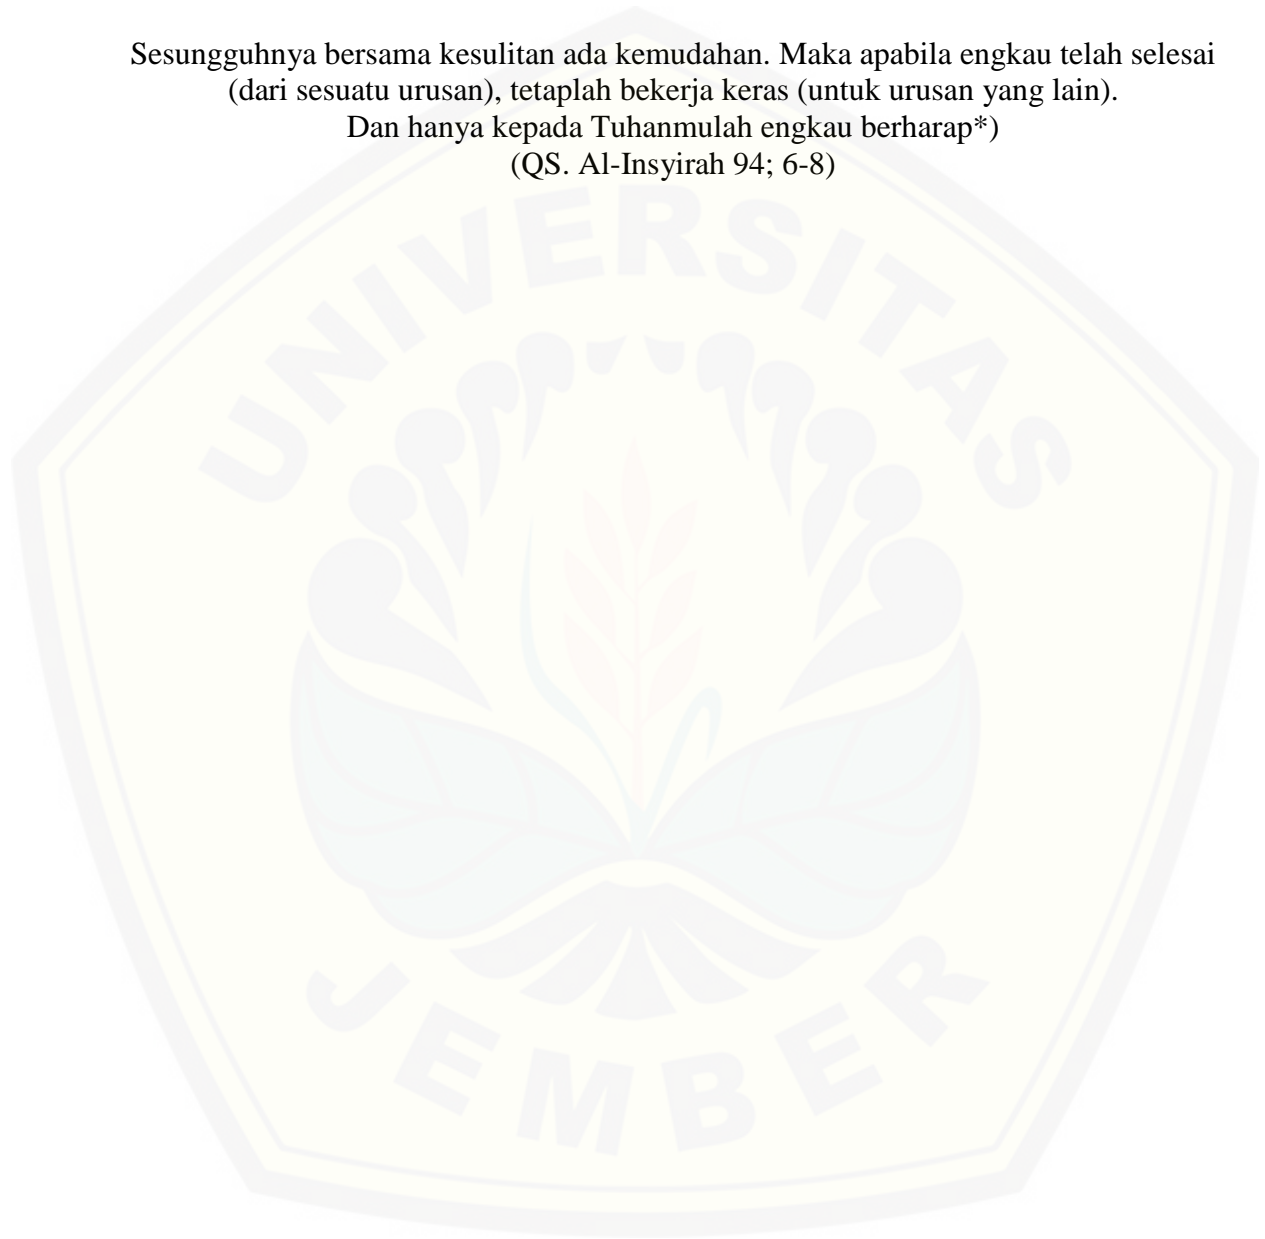 Sesungguhnya bersama kesulitan ada kemudahan. Maka apabila engkau telah selesai
(dari sesuatu urusan), tetaplah bekerja keras (untuk urusan yang lain).
Dan hanya kepada Tuhanmulah engkau berharap*)
(QS. Al-Insyirah 94; 6-8)
UNIVERSITAS
JEMBER